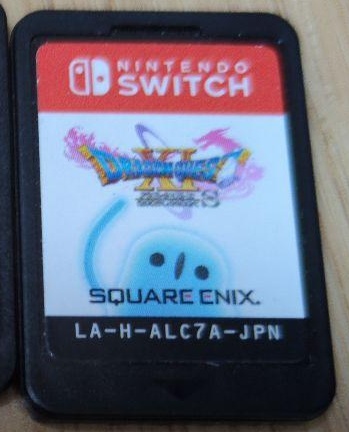 NINTENDO
SWITCH
DRAGON QUEST
XI
S
SQUARE ENIX.
LA-H-ALC7A-JPN